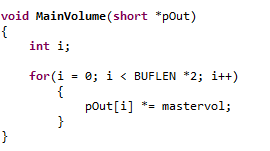 void MainVolume(short *pOut)
{
    int i;

    for(i = 0; i < BUFLEN *2; i++)
        {
            pOut[i] *= mastervol;
        }
}